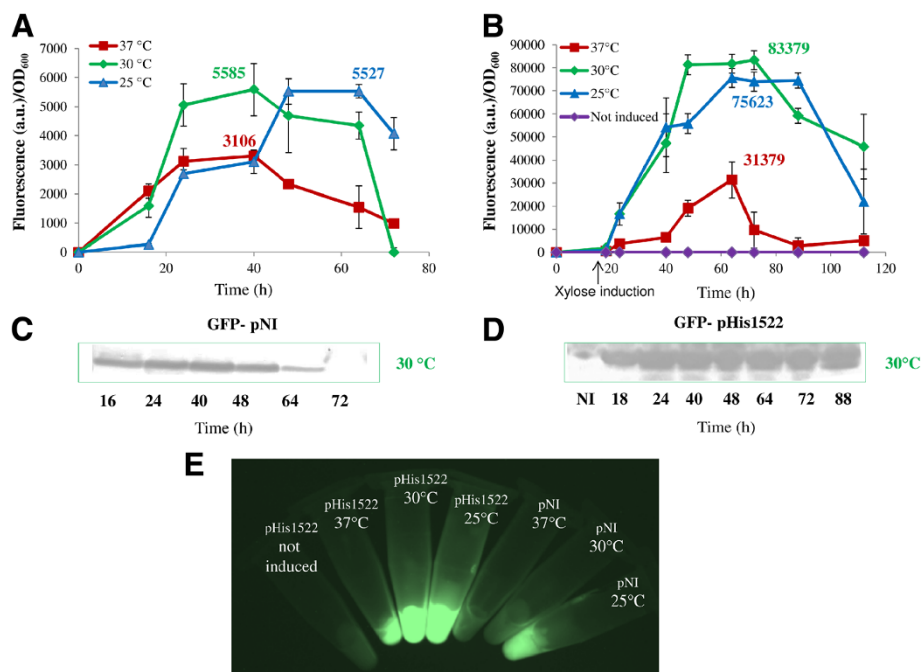 A
37 °C
30 °C
25 °C
Fluorescence (a.u.)/OD600
7000
6000
5000
4000
3000
2000
1000
0
5585
5527
3106
0
20
40
60
80
Time (h)
B
37°C
30°C
25°C
Not induced
Fluorescence (a.u.)/OD600
90000
80000
70000
60000
50000
40000
30000
20000
10000
0
83379
75623
31379
0
20
40
60
80
100
120
Xylose induction
Time (h)
C
GFP- pNI
30 °C
16 24 40 48 64 72
Time (h)
D
GFP- pHis1522
30°C
NI 18 24 40 48 64 72 88
Time (h)
E
pHis1522
not
induced
pHis1522
37°C
pHis1522
30°C
pHis1522
25°C
pNI
37°C
pNI
30°C
pNI
25°C